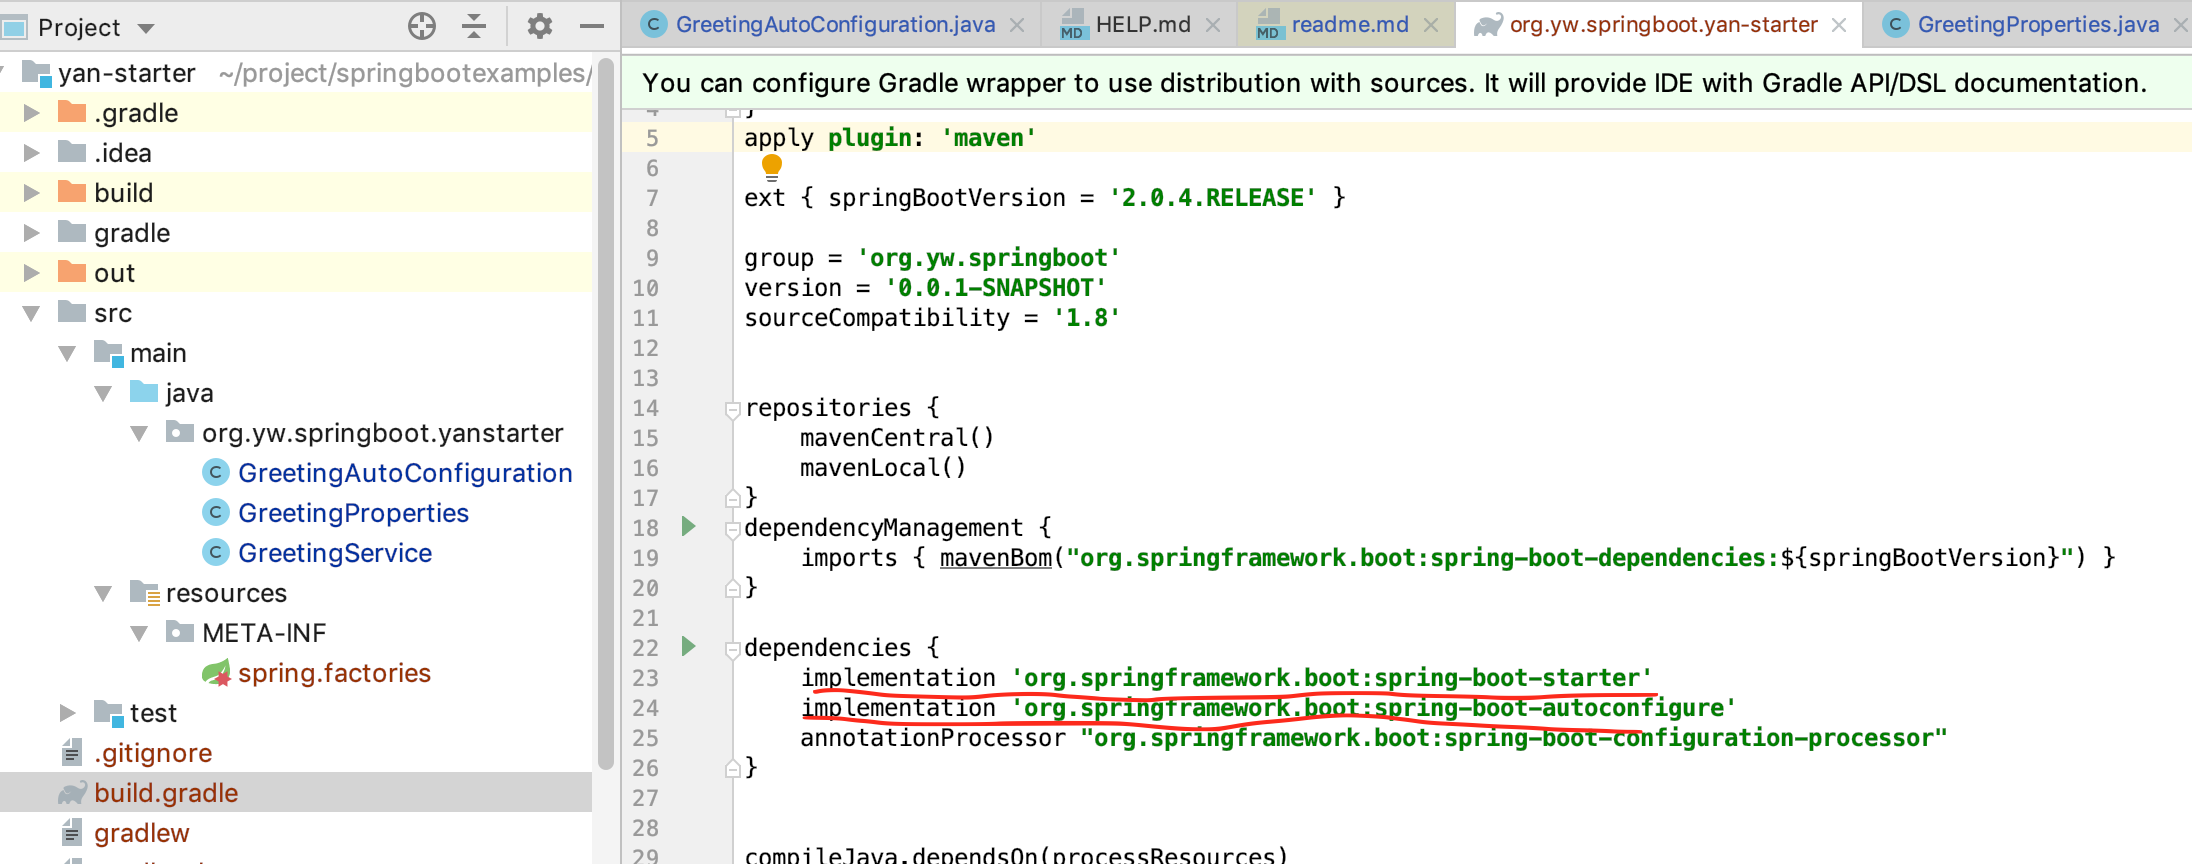 Project
GreetingAutoConfiguration.java
HELP.md
readme.md
org.yw.springboot.yan-starter
GreetingProperties.java
yan-starter ~/project/springbootexamples/
.gradle
.idea
build
gradle
out
src
main
java
org.yw.springboot.yanstarter
C GreetingAutoConfiguration
C GreetingProperties
C GreetingService
resources
META-INF
spring.factories
test
.gitignore
build.gradle
gradlew
You can configure Gradle wrapper to use distribution with sources. It will provide IDE with Gradle API/DSL documentation.
4 }
5 apply plugin: 'maven'
6
7 ext { springBootVersion = '2.0.4.RELEASE' }
8
9 group = 'org.yw.springboot'
10 version = '0.0.1-SNAPSHOT'
11 sourceCompatibility = '1.8'
12
13
14 repositories {
15 mavenCentral()
16 mavenLocal()
17 }
18 dependencyManagement {
19 imports { mavenBom("org.springframework.boot:spring-boot-dependencies:${springBootVersion}") }
20 }
21
22 dependencies {
23 implementation 'org.springframework.boot:spring-boot-starter'
24 implementation 'org.springframework.boot:spring-boot-autoconfigure'
25 annotationProcessor "org.springframework.boot:spring-boot-configuration-processor"
26 }
27
28
29 compileJava.dependsOn(processResources)